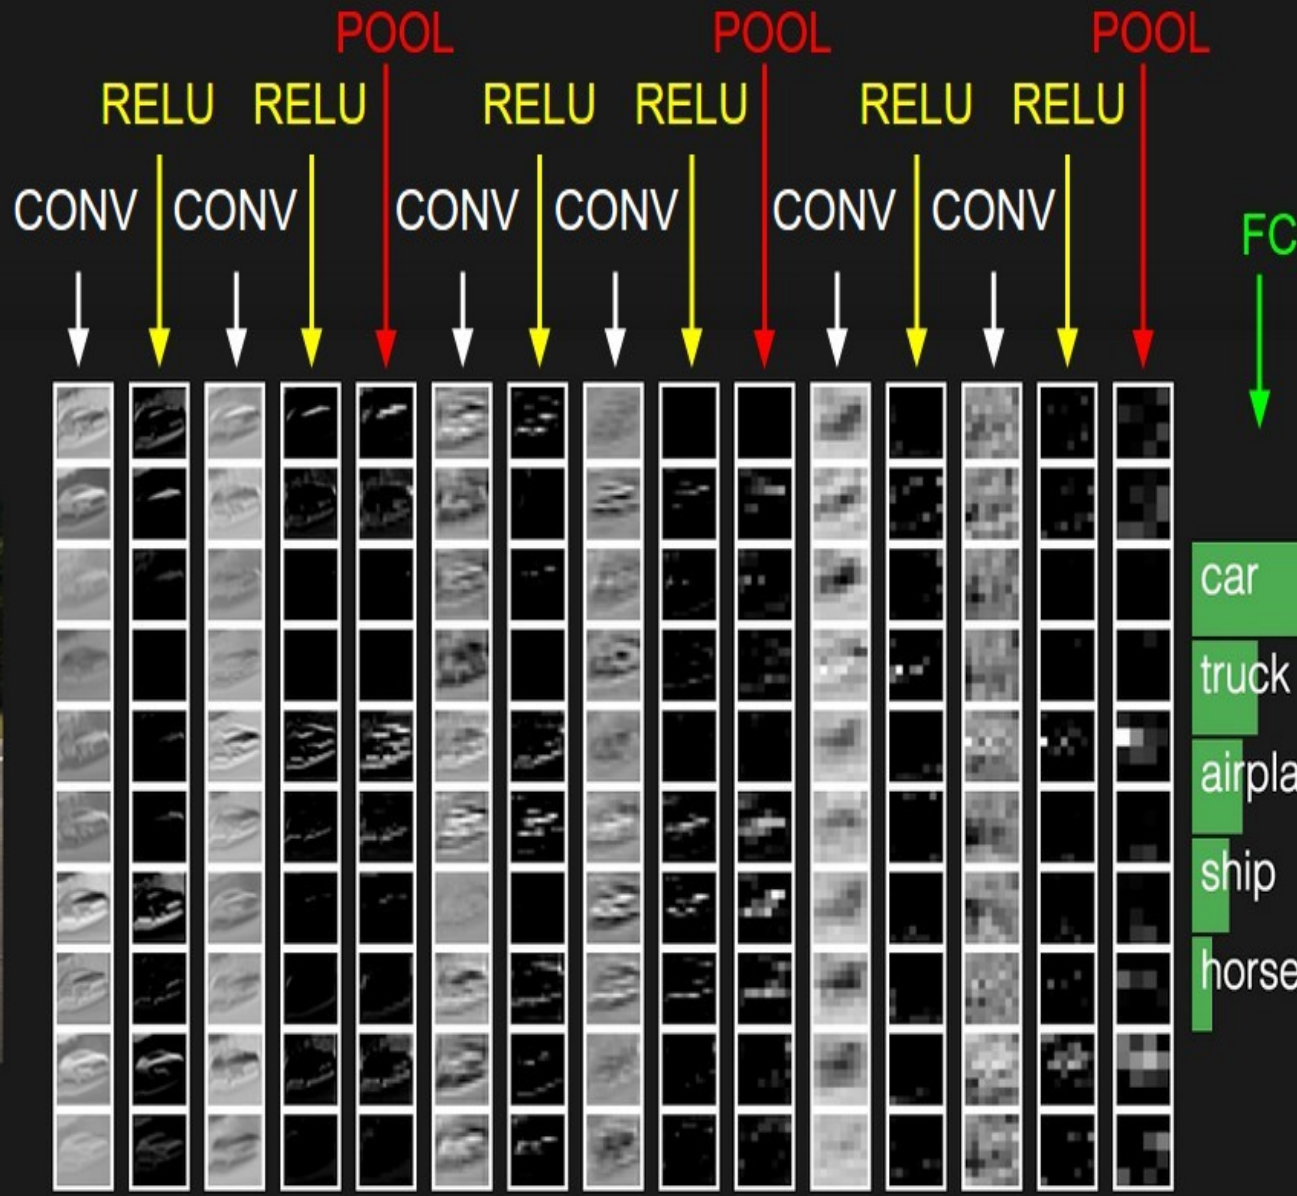 POOL POOL POOL
RELU RELU RELU RELU RELU RELU
CONV CONV CONV CONV CONV CONV
FC
car
truck
airpla
ship
horse